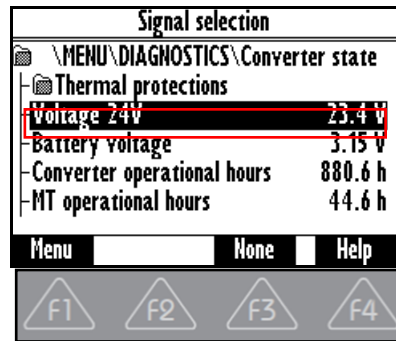 Signal selection
\MENU\DIAGNOSTICS\Converter state
Thermal protections
Voltage 24V 23.4 V
Battery voltage 3.15 V
Converter operational hours 880.6 h
MT operational hours 44.6 h
Menu None Help
F1 F2 F3 F4